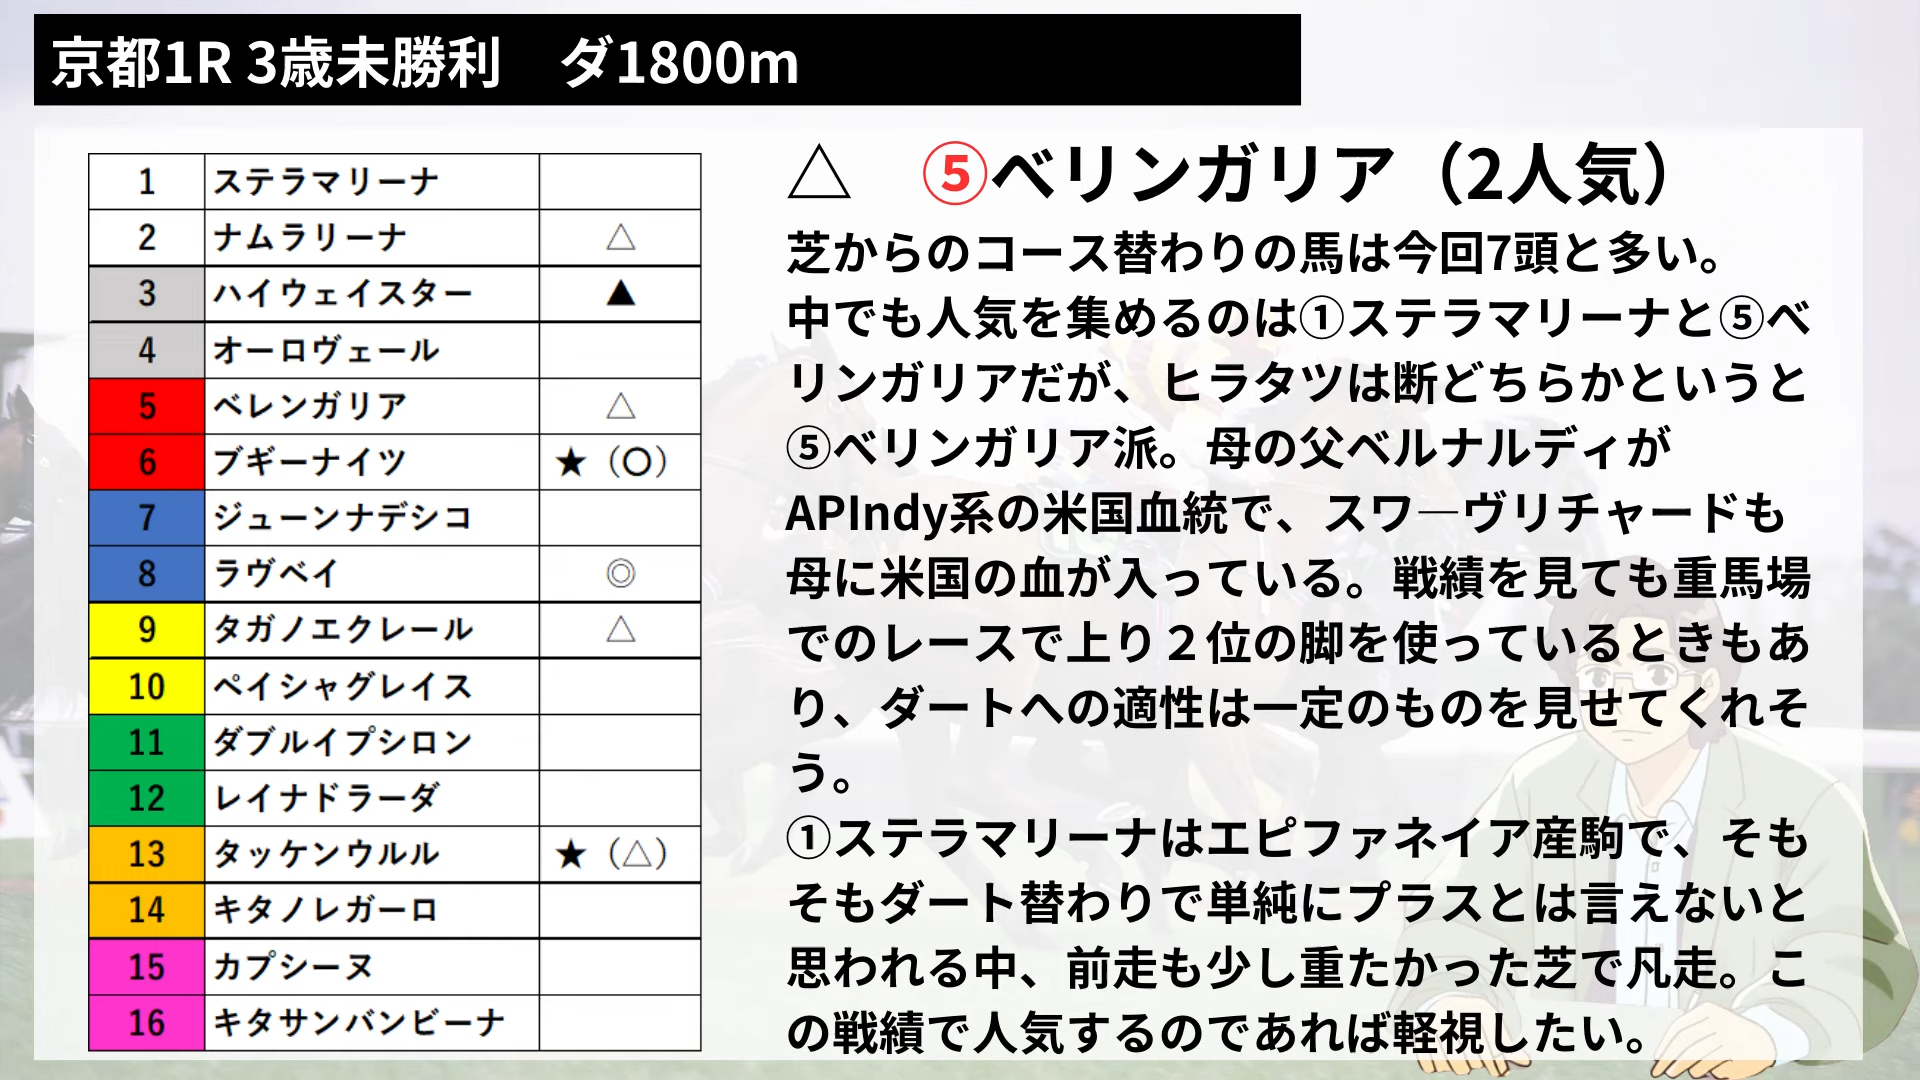 京都1R 3歳未勝利　ダ1800m
1 ステラマリーナ
2 ナムラリーナ △
3 ハイウェイスター ▲
4 オーロヴェール
5 ベレンガリア △
6 ブギーナイツ ★（〇）
7 ジューンナデシコ
8 ラヴベイ ◎
9 タガノエクレール △
10 ペイシャグレイス
11 ダブルイプシロン
12 レイナドラーダ
13 タッケンウルル ★（△）
14 キタノレガーロ
15 カプシーヌ
16 キタサンバンビーナ
△　⑤ベリンガリア（2人気）
芝からのコース替わりの馬は今回7頭と多い。
中でも人気を集めるのは①ステラマリーナと⑤ベ
リンガリアだが、ヒラタツは断どちらかというと
⑤ベリンガリア派。母の父ベルナルディが
APIndy系の米国血統で、スワ―ヴリチャードも
母に米国の血が入っている。戦績を見ても重馬場
でのレースで上り２位の脚を使っているときもあ
り、ダートへの適性は一定のものを見せてくれそ
う。
①ステラマリーナはエピファネイア産駒で、そも
そもダート替わりで単純にプラスとは言えないと
思われる中、前走も少し重たかった芝で凡走。こ
の戦績で人気するのであれば軽視したい。